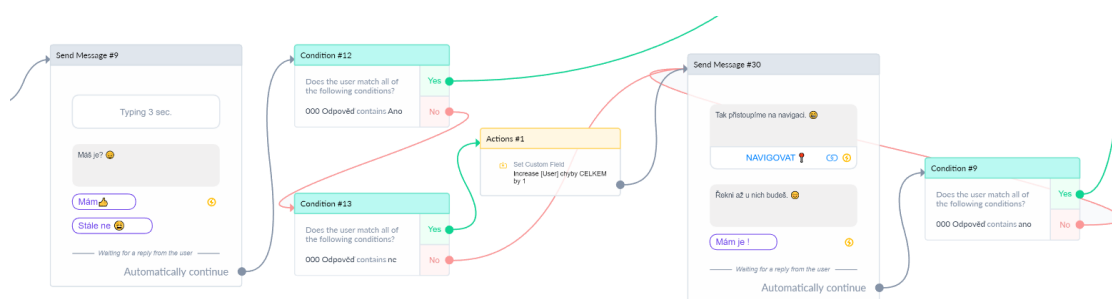 Send Message #9
Typing 3 sec.
Máš je? 😄
Mám👍
Stále ne 😩
Waiting for a reply from the user
Automatically continue
Condition #12
Does the user match all of
the following conditions?
Yes
000 Odpověd contains Ano
No
Condition #13
Does the user match all of
the following conditions?
Yes
000 Odpověd contains ne
No
Actions #1
Set Custom Field
Increase [User] chyby CELKEM
by 1
Send Message #30
Tak přistoupíme na navigaci. 😄
NAVIGOVAT📍
Řekni až u nich budeš. 😄
Mám je !
Waiting for a reply from the user
Automatically continue
Condition #9
Does the user match all of
the following conditions?
Yes
000 Odpověd contains ano
No